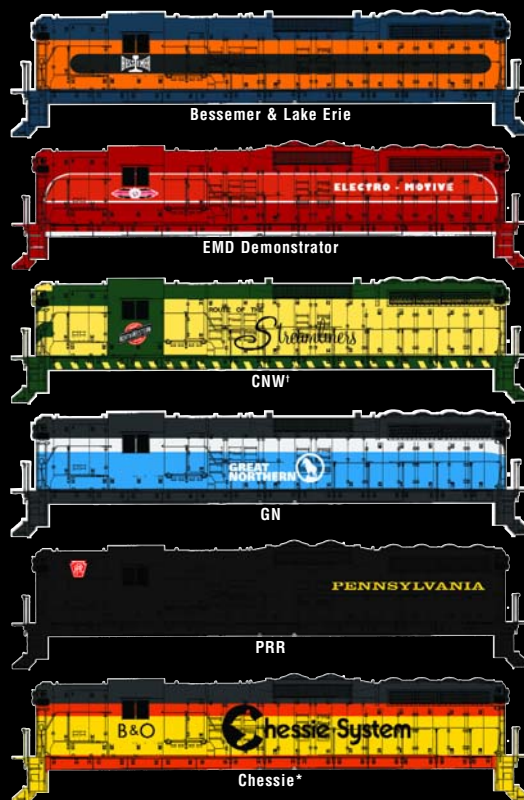 BESSEMER
Bessemer & Lake Erie
ELECTRO - MOTIVE
EMD Demonstrator
ROUTE OF THE
Streamliners
CNW†
GREAT
NORTHERN
GN
PENNSYLVANIA
PRR
B&O
Chessie System
Chessie*